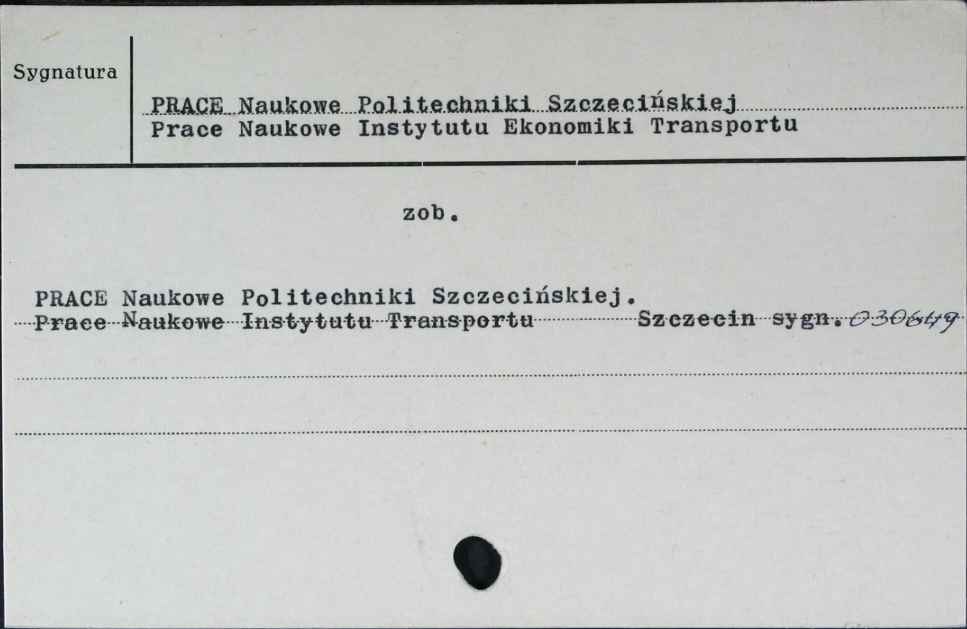 Sygnatura
PRACE Naukowe Politechniki Szczecińskiej
Prace Naukowe Instytutu Ekonomiki Transportu
zob.
PRACE Naukowe Politechniki Szczecińskiej.
Prace Naukowe Instytutu Transportu Szczecin sygn. 030649